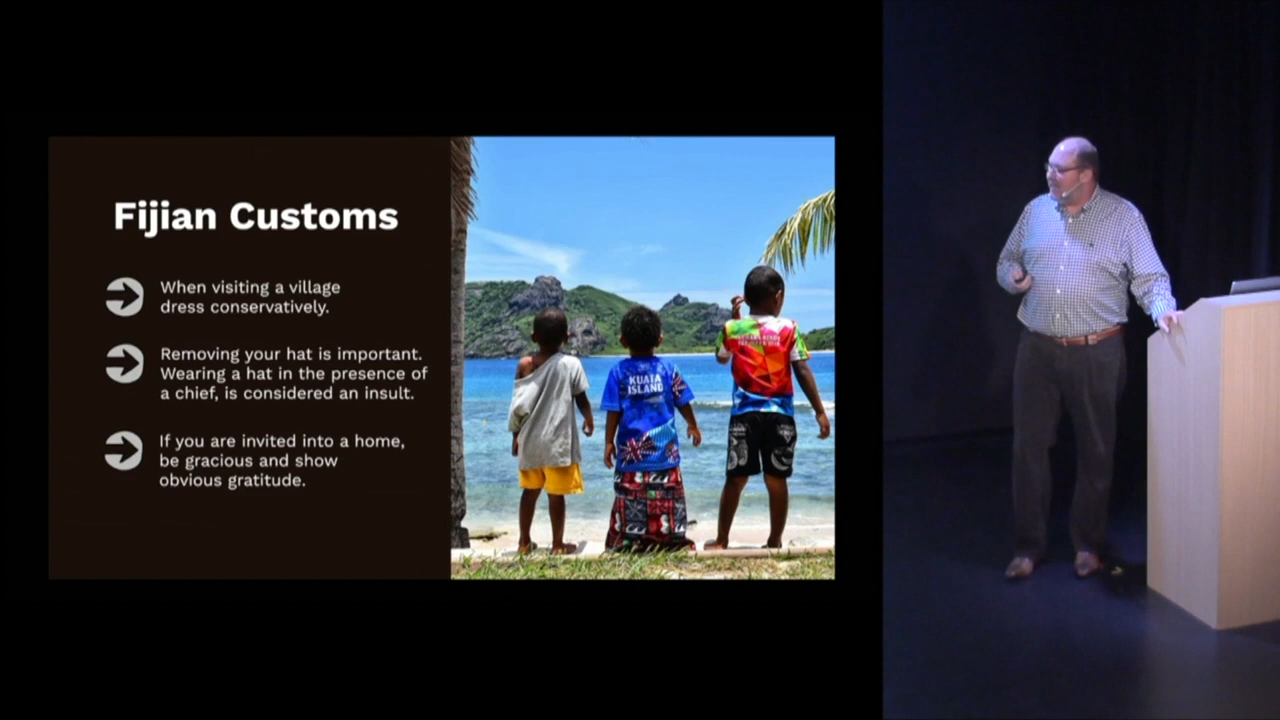 Fijian Customs
When visiting a village
dress conservatively.
Removing your hat is important.
Wearing a hat in the presence of
a chief, is considered an insult.
If you are invited into a home,
be gracious and show
obvious gratitude.
KUATA
ISLAND